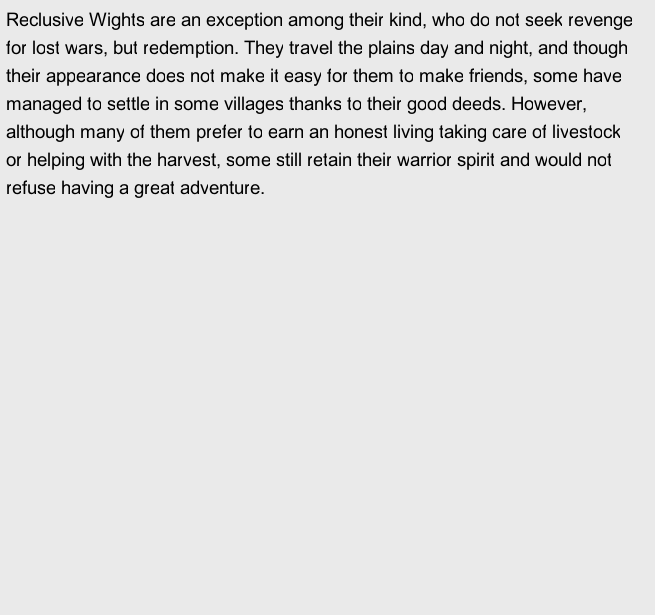 Reclusive Wights are an exception among their kind, who do not seek revenge
for lost wars, but redemption. They travel the plains day and night, and though
their appearance does not make it easy for them to make friends, some have
managed to settle in some villages thanks to their good deeds. However,
although many of them prefer to earn an honest living taking care of livestock
or helping with the harvest, some still retain their warrior spirit and would not
refuse having a great adventure.